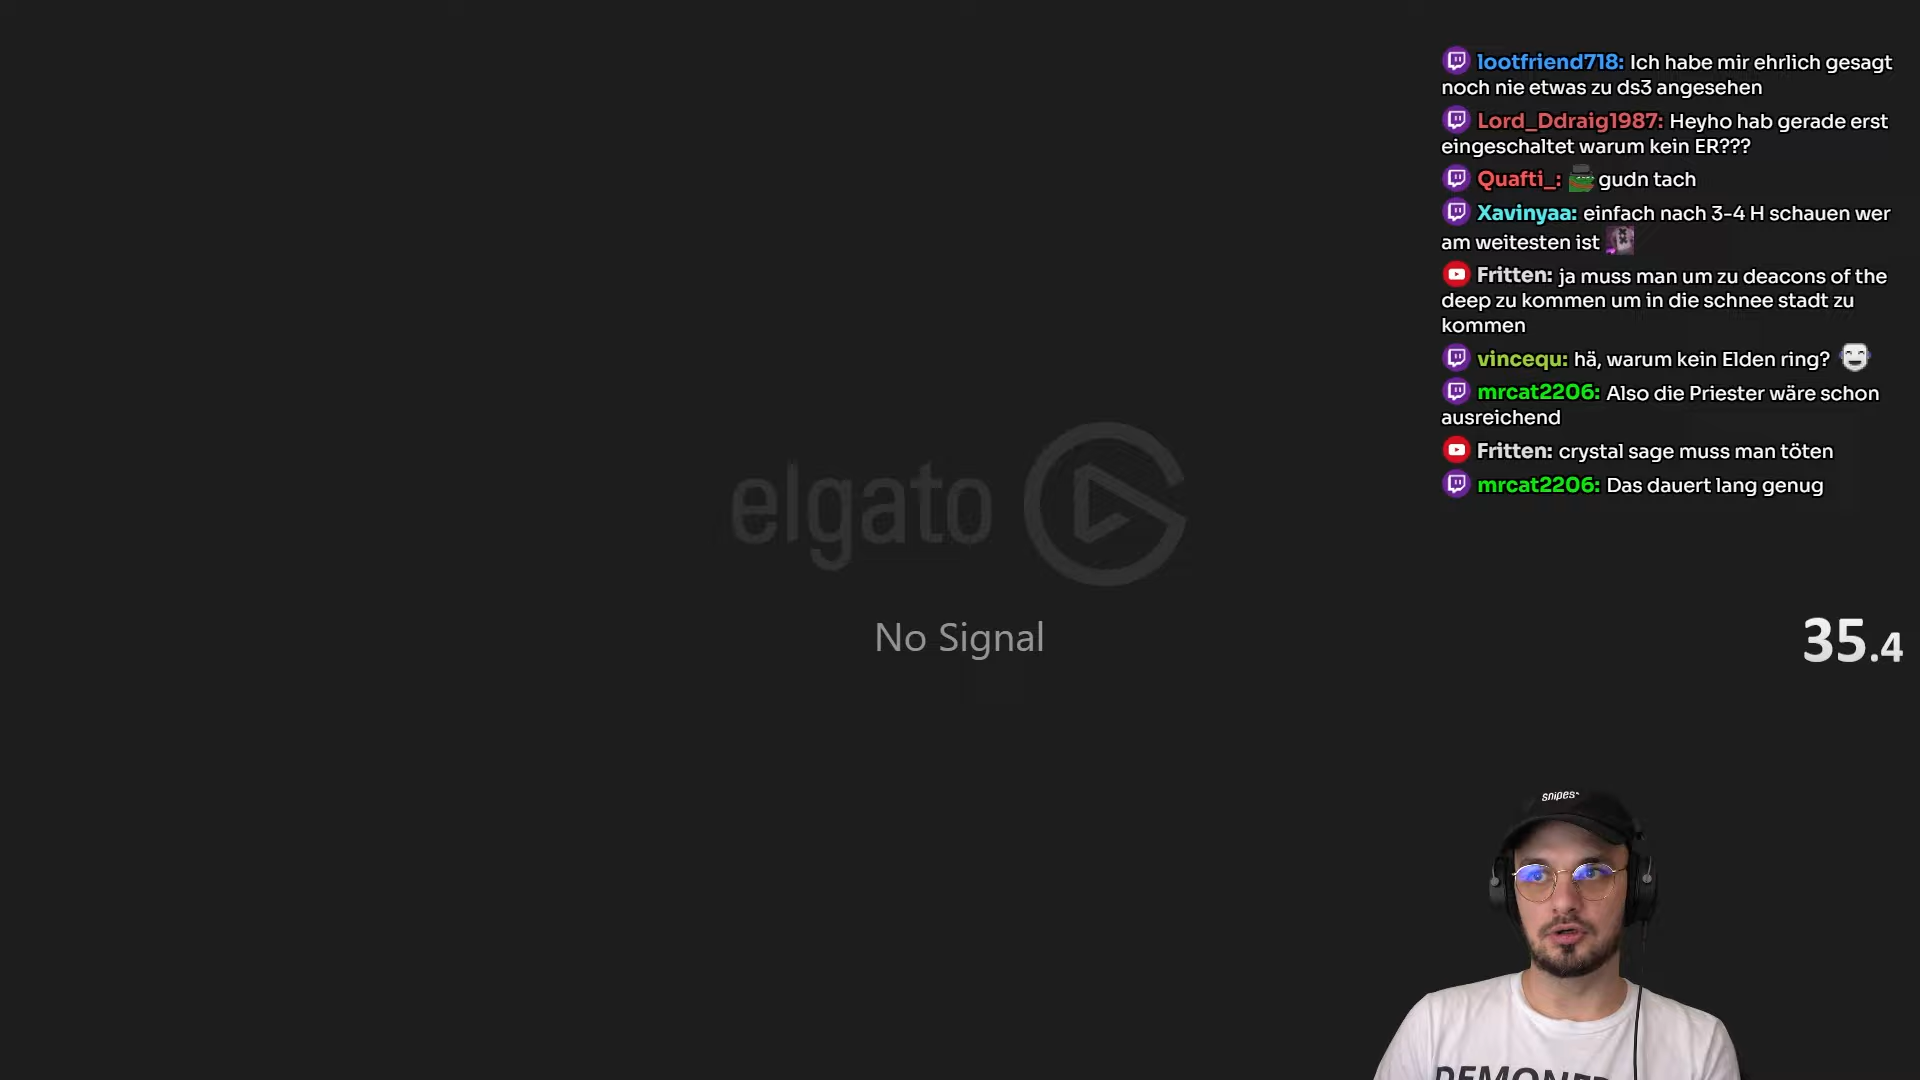 lootfriend718: Ich habe mir ehrlich gesagt
noch nie etwas zu ds3 angesehen
Lord_Ddraig1987: Heyho hab gerade erst
eingeschaltet warum kein ER???
Quafti_: gudn tach
Xavinyaa: einfach nach 3-4 H schauen wer
am weitesten ist
Fritten: ja muss man um zu deacons of the
deep zu kommen um in die schnee stadt zu
kommen
vincequ: hä, warum kein Elden ring?
mrcat2206: Also die Priester wäre schon
ausreichend
Fritten: crystal sage muss man töten
mrcat2206: Das dauert lang genug
elgato
No Signal
35.4
snipes